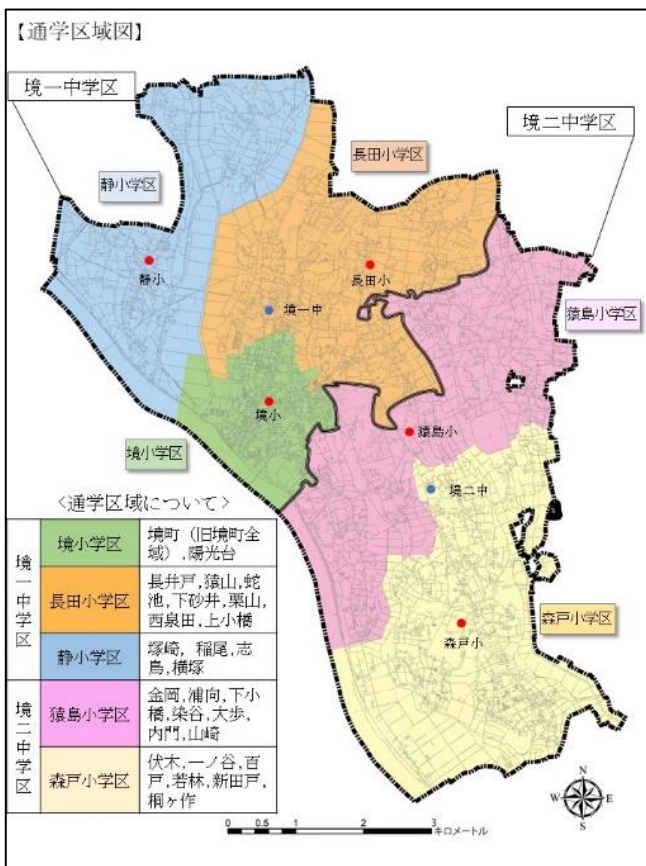 【通学区域図】
境一中学区
境二中学区
長田小学区
静小学区
静小
長田小
境一中
猿島小学区
境小
猿島小
境小学区
境二中
森戸小学区
森戸小
<通学区域について>
境一中学区
境小学区
境町(旧境町全
域),陽光台
長田小学区
長井戸,猿山,蛇
池,下砂井,栗山,
西泉田,上小橋
静小学区
塚崎,稲尾,志
鳥,横塚
境二中学区
猿島小学区
金岡,浦向,下小
橋,染谷,大歩,
内門,山崎
森戸小学区
伏木,一ノ谷,百
戸,若林,新田戸,
桐ヶ作
N
W
E
S
0 0.5 1 2 3
キロメートル